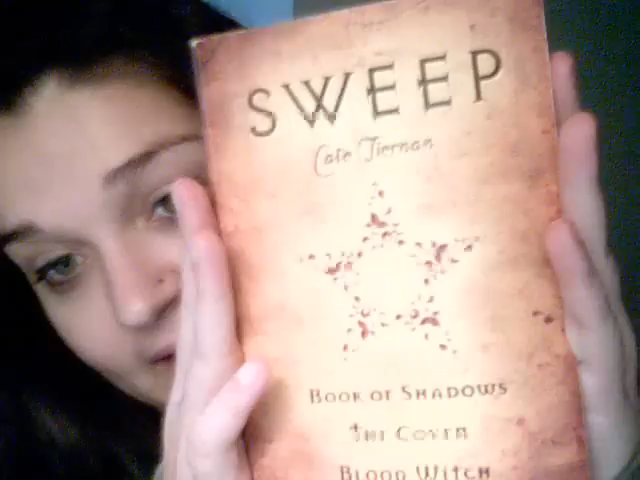 SWEEP
Cate Tiernan
BOOK OF SHADOWS
THE COVEN
BLOOD WITCH